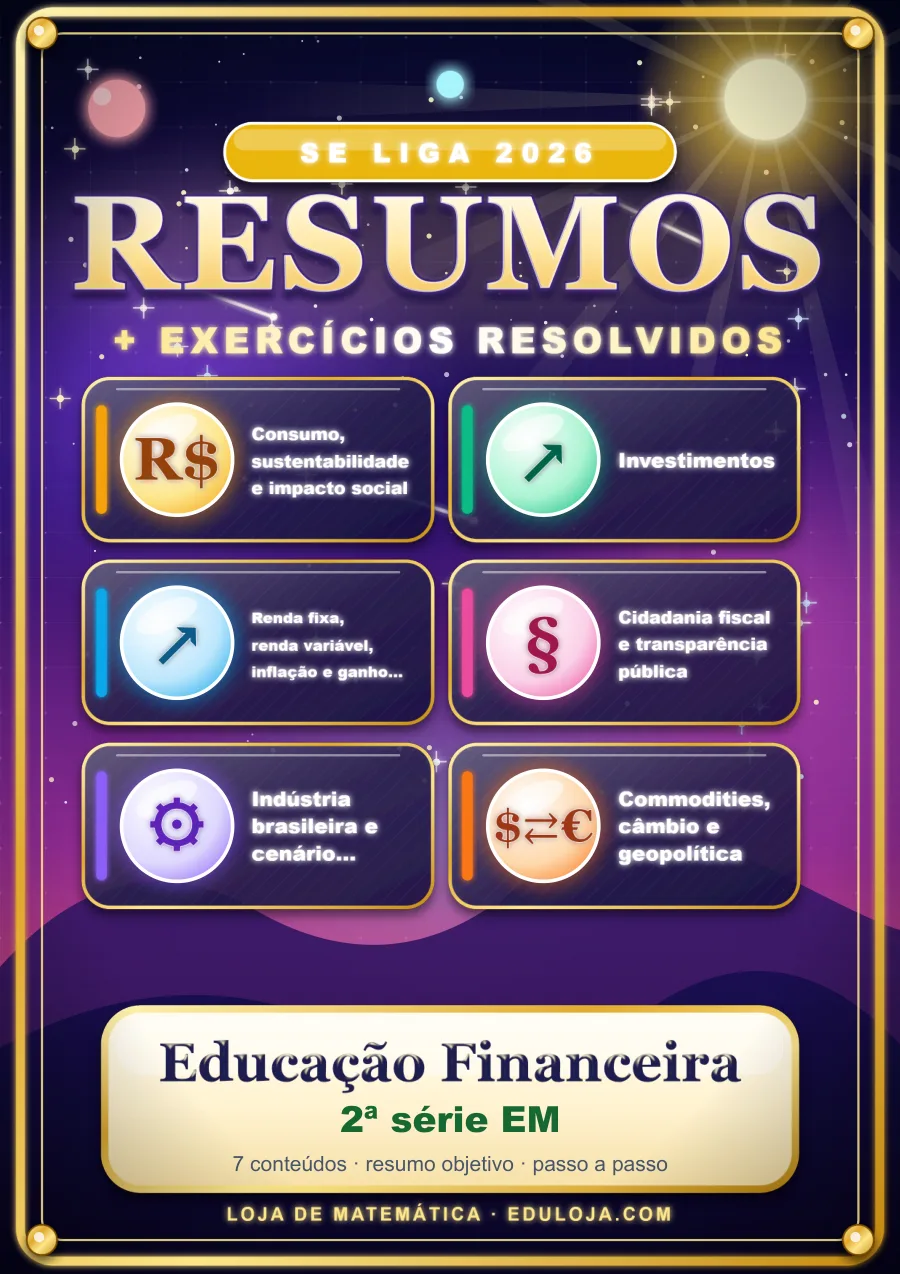 SE LIGA 2026
RESUMOS
+ EXERCÍCIOS RESOLVIDOS
R$
Consumo,
sustentabilidade
e impacto social
Investimentos
Renda fixa,
renda variável,
inflação e ganho...
§
Cidadania fiscal
e transparência
pública
Indústria
brasileira e
cenário...
$⇄€
Commodities,
câmbio e
geopolítica
Educação Financeira
2ª série EM
7 conteúdos · resumo objetivo · passo a passo
LOJA DE MATEMÁTICA · EDULOJA.COM